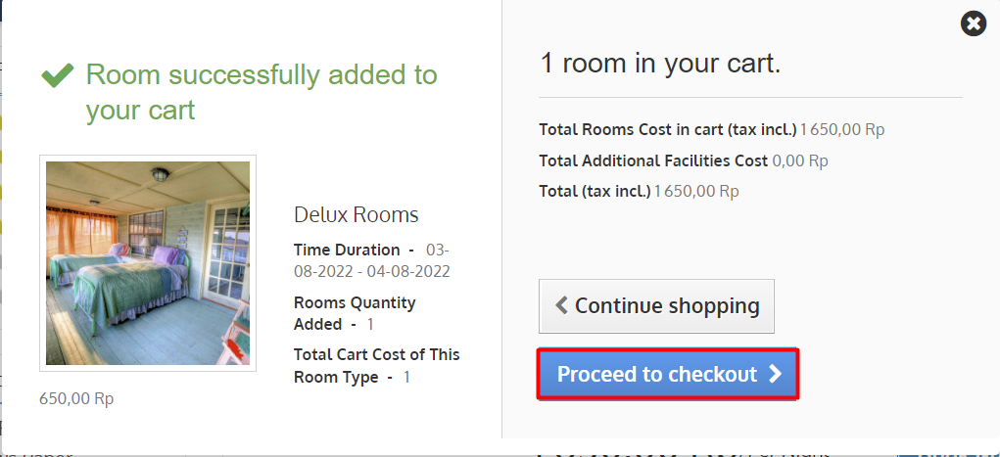 Room successfully added to
your cart
Delux Rooms
Time Duration - 03-
08-2022 - 04-08-2022
Rooms Quantity
Added - 1
Total Cart Cost of This
Room Type - 1
650,00 Rp
1 room in your cart.
Total Rooms Cost in cart (tax incl.) 1 650,00 Rp
Total Additional Facilities Cost 0,00 Rp
Total (tax incl.) 1 650,00 Rp
Continue shopping
Proceed to checkout